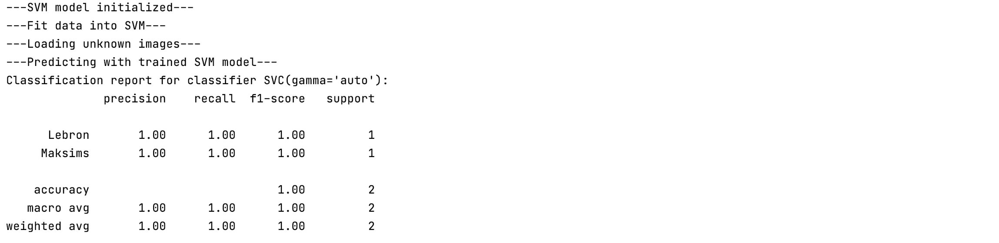 ---SVM model initialized---
---Fit data into SVM---
---Loading unknown images---
---Predicting with trained SVM model---
Classification report for classifier SVC(gamma='auto'):
              precision    recall  f1-score   support

      Lebron       1.00      1.00      1.00         1
     Maksims       1.00      1.00      1.00         1

    accuracy                           1.00         2
   macro avg       1.00      1.00      1.00         2
weighted avg       1.00      1.00      1.00         2